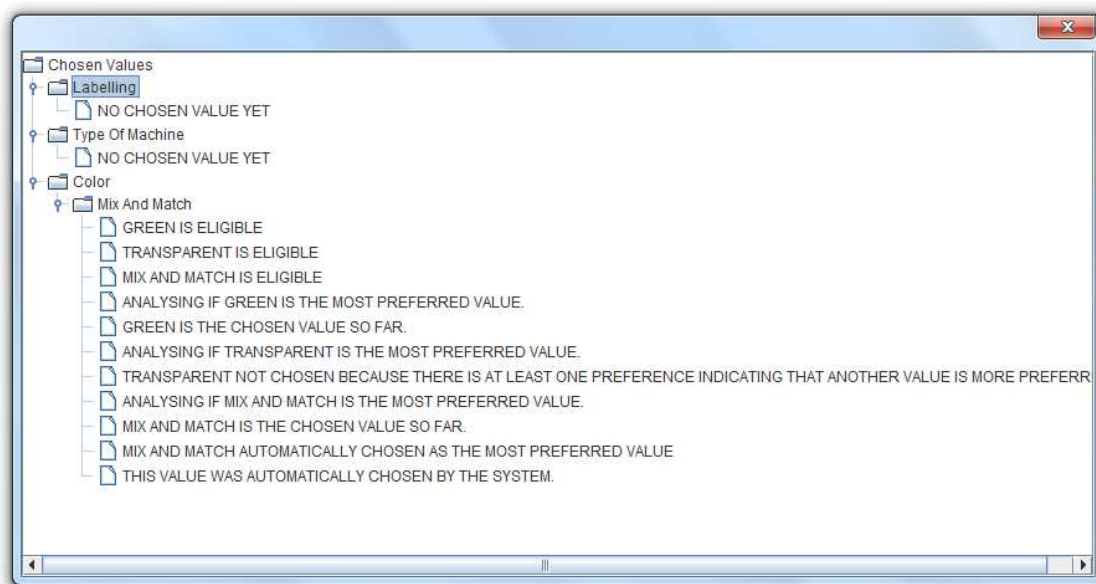 Chosen Values
Labelling
NO CHOSEN VALUE YET
Type Of Machine
NO CHOSEN VALUE YET
Color
Mix And Match
GREEN IS ELIGIBLE
TRANSPARENT IS ELIGIBLE
MIX AND MATCH IS ELIGIBLE
ANALYSING IF GREEN IS THE MOST PREFERRED VALUE.
GREEN IS THE CHOSEN VALUE SO FAR.
ANALYSING IF TRANSPARENT IS THE MOST PREFERRED VALUE.
TRANSPARENT NOT CHOSEN BECAUSE THERE IS AT LEAST ONE PREFERENCE INDICATING THAT ANOTHER VALUE IS MORE PREFERR
ANALYSING IF MIX AND MATCH IS THE MOST PREFERRED VALUE.
MIX AND MATCH IS THE CHOSEN VALUE SO FAR.
MIX AND MATCH AUTOMATICALLY CHOSEN AS THE MOST PREFERRED VALUE
THIS VALUE WAS AUTOMATICALLY CHOSEN BY THE SYSTEM.